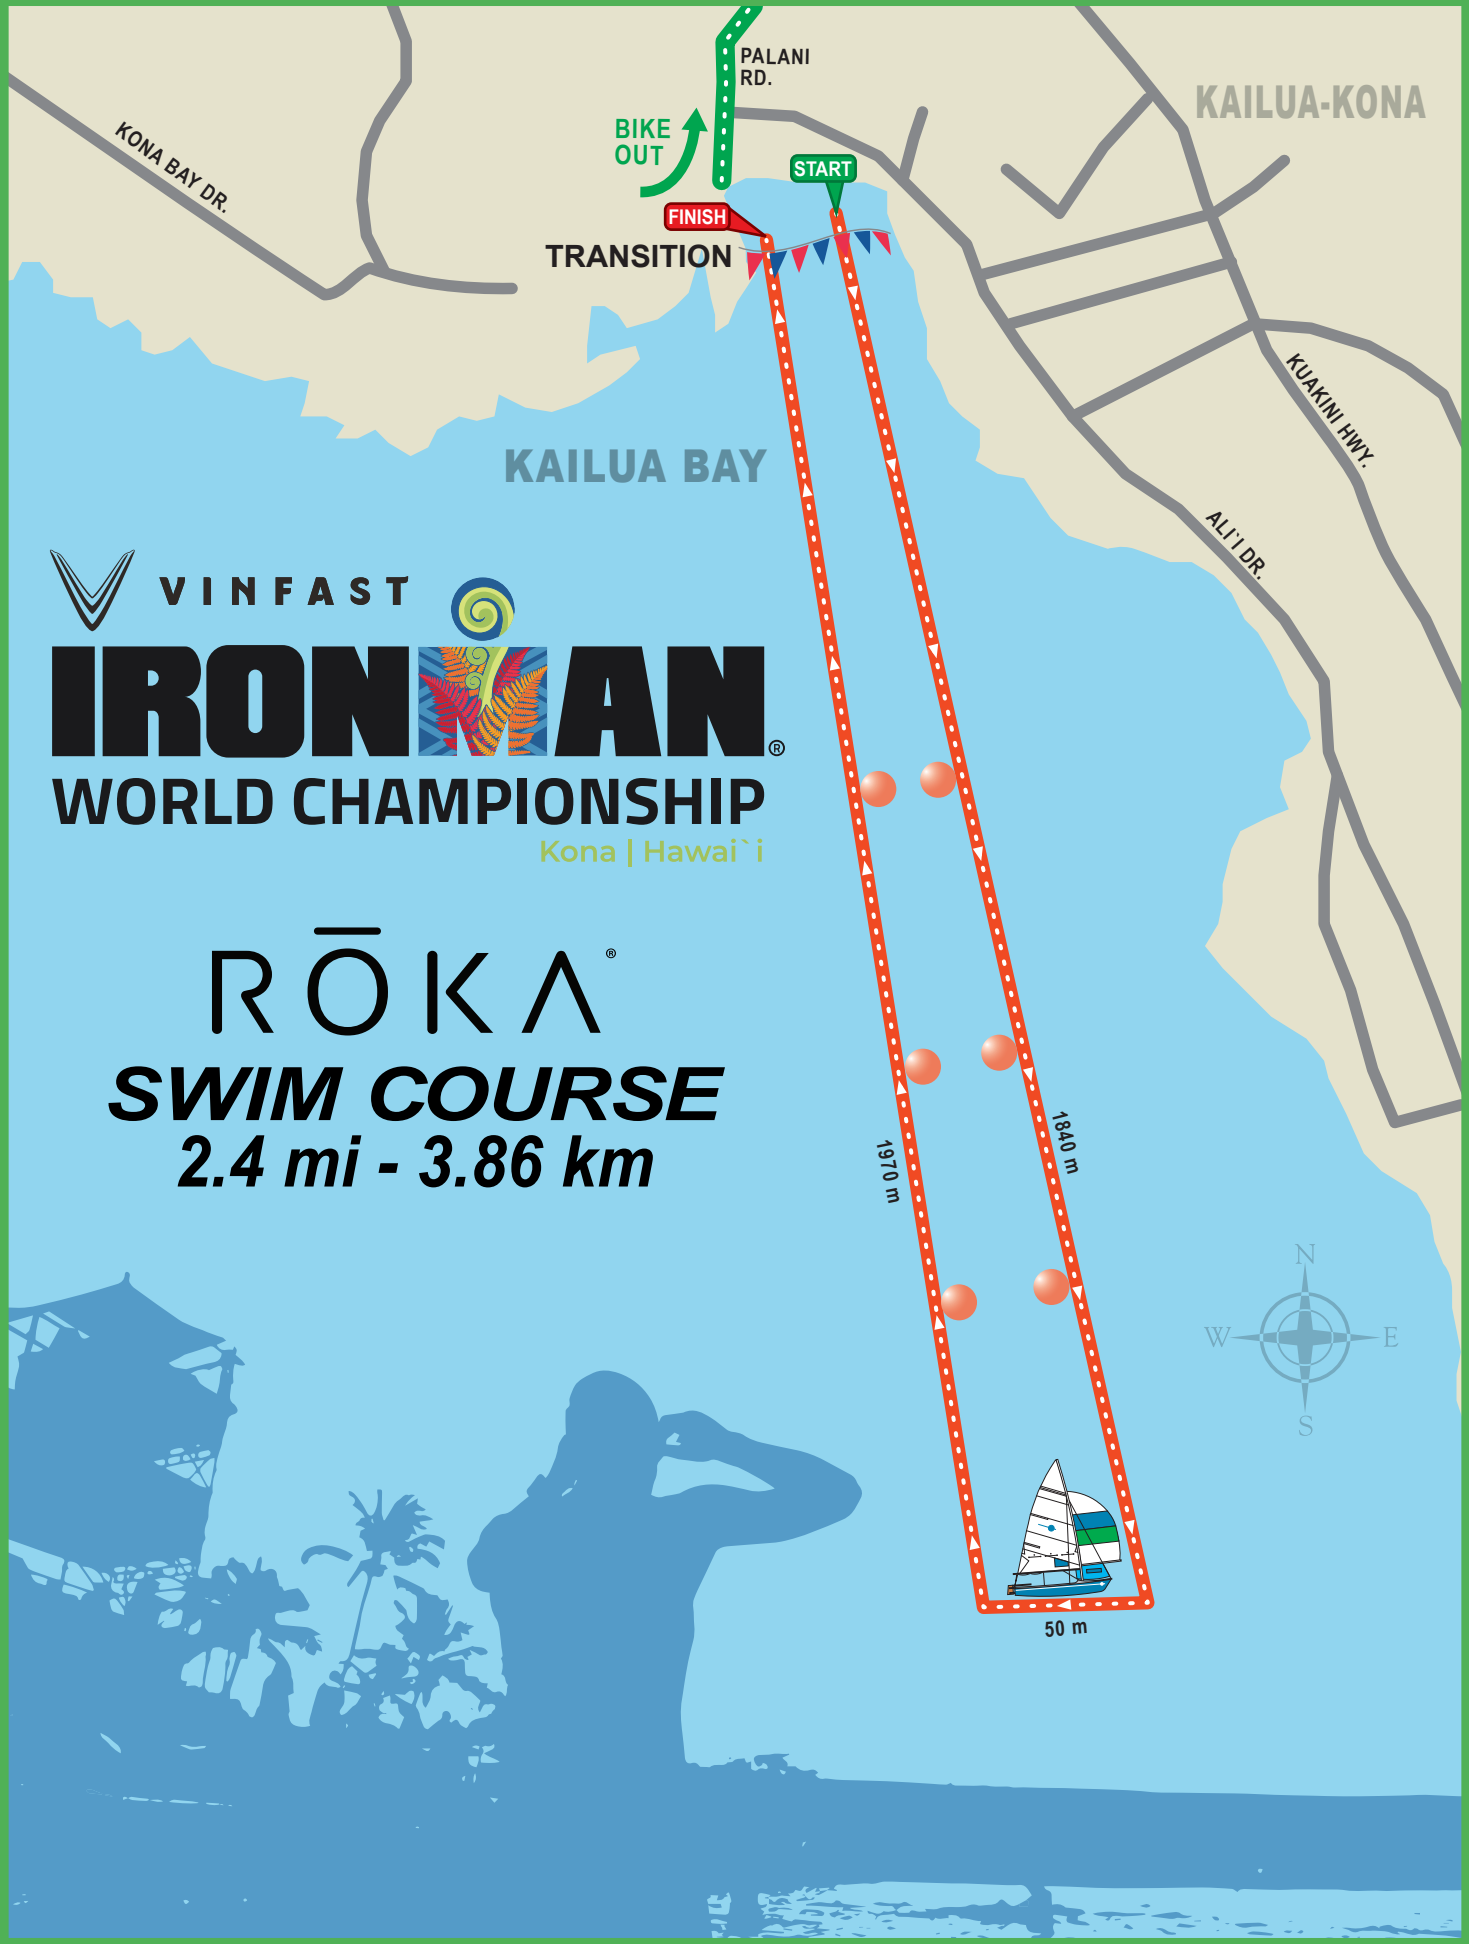 PALANI
RD.
KAILUA-KONA
BIKE
OUT
KONA BAY DR.
START
FINISH
TRANSITION
KUAKINI HWY.
KAILUA BAY
ALI`I DR.
VINFAST
IRONMAN®
WORLD CHAMPIONSHIP
Kona | Hawai`i
RŌKA®
SWIM COURSE
2.4 mi - 3.86 km
1970 m
1840 m
N
W E
S
50 m